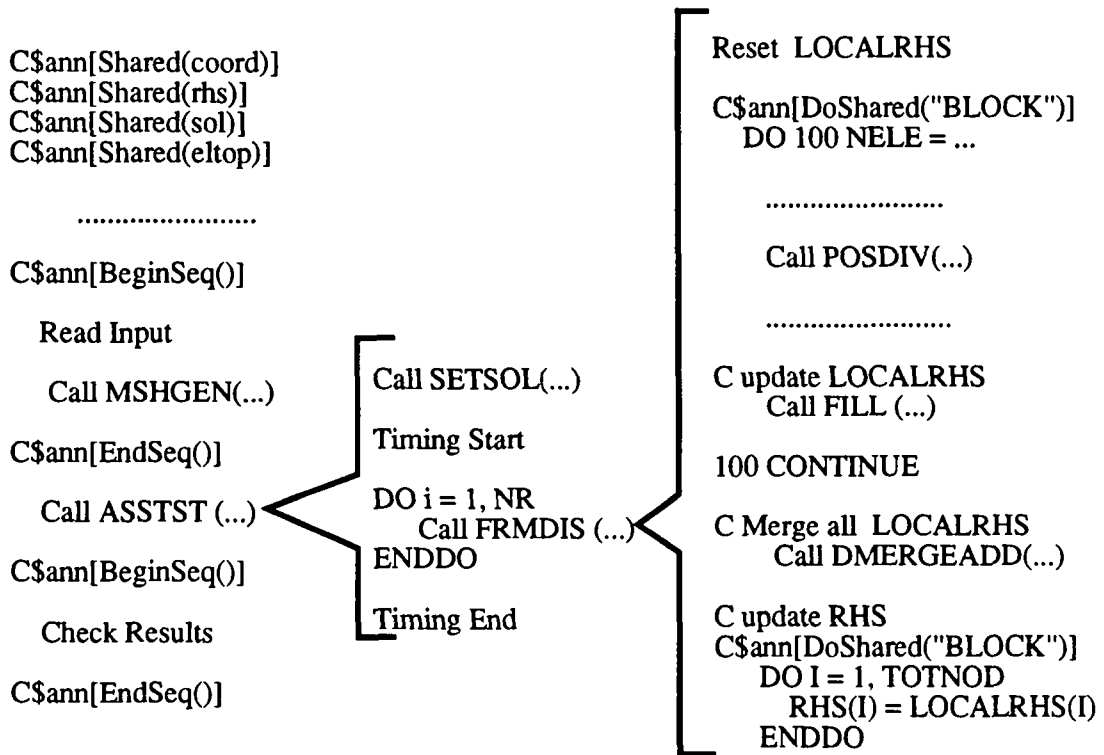 C$ann[Shared(coord)]
C$ann[Shared(rhs)]
C$ann[Shared(sol)]
C$ann[Shared(eltop)]
........................
C$ann[BeginSeq()]
Read Input
Call MSHGEN(...)
C$ann[EndSeq()]
Call ASSTST (...)
C$ann[BeginSeq()]
Check Results
C$ann[EndSeq()]
Call SETSOL(...)
Timing Start
DO i = 1, NR
Call FRMDIS (...)
ENDDO
Timing End
Reset LOCALRHS
C$ann[DoShared("BLOCK")]
DO 100 NELE = ...
........................
Call POSDIV(...)
.........................
C update LOCALRHS
Call FILL (...)
100 CONTINUE
C Merge all LOCALRHS
Call DMERGEADD(...)
C update RHS
C$ann[DoShared("BLOCK")]
DO I = 1, TOTNOD
RHS(I) = LOCALRHS(I)
ENDDO